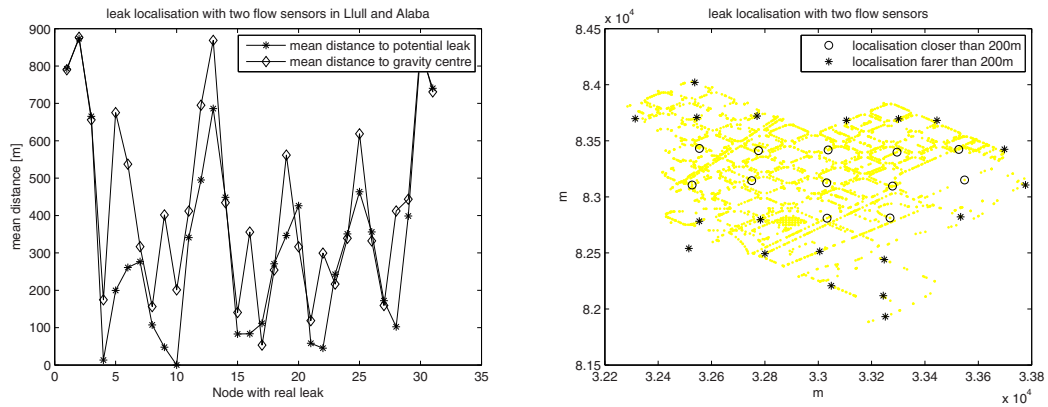 leak localisation with two flow sensors in Llull and Alaba
900
800
700
600
500
400
300
200
100
0
mean distance [m]
mean distance to potential leak
mean distance to gravity centre
0 5 10 15 20 25 30 35
Node with real leak
leak localisation with two flow sensors
x 10^4
8.45
8.4
8.35
8.3
8.25
8.2
8.15
m
localisation closer than 200m
localisation farer than 200m
3.22 3.24 3.26 3.28 3.3 3.32 3.34 3.36 3.38
m
x 10^4